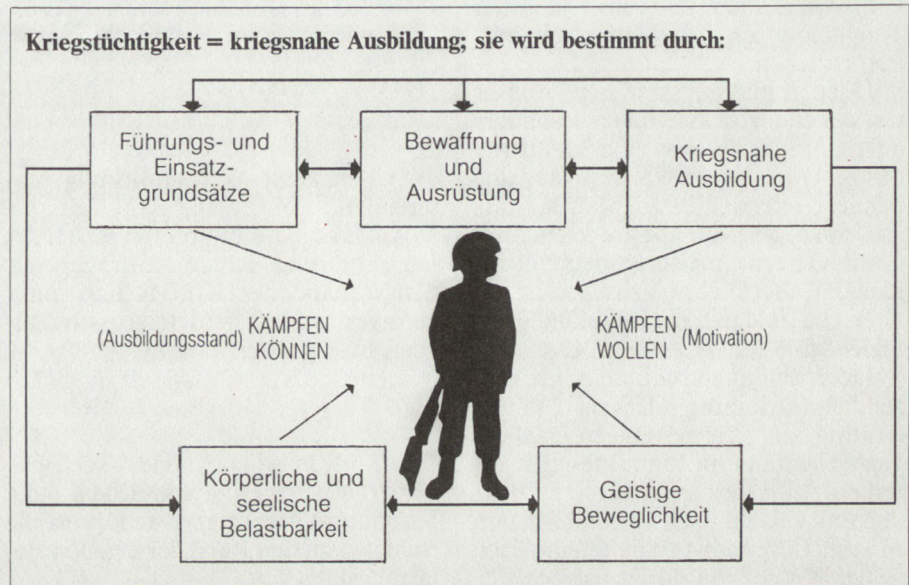 Kriegstüchtigkeit = kriegsnahe Ausbildung; sie wird bestimmt durch:
Führungs- und
Einsatz-
grundsätze
Bewaffnung
und
Ausrüstung
Kriegsnahe
Ausbildung
(Ausbildungsstand)
KÄMPFEN
KÖNNEN
KÄMPFEN
WOLLEN
(Motivation)
Körperliche und
seelische
Belastbarkeit
Geistige
Beweglichkeit